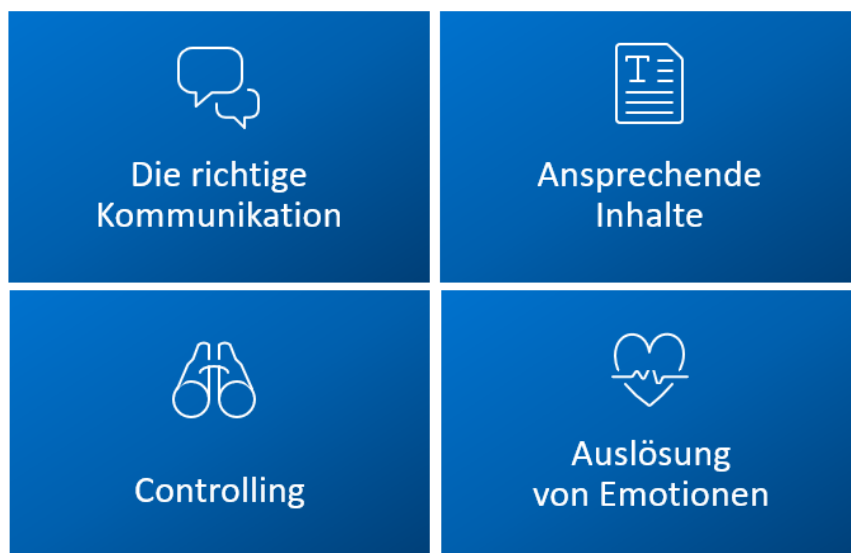 Die richtige
Kommunikation
T
Ansprechende
Inhalte
Controlling
Auslösung
von Emotionen